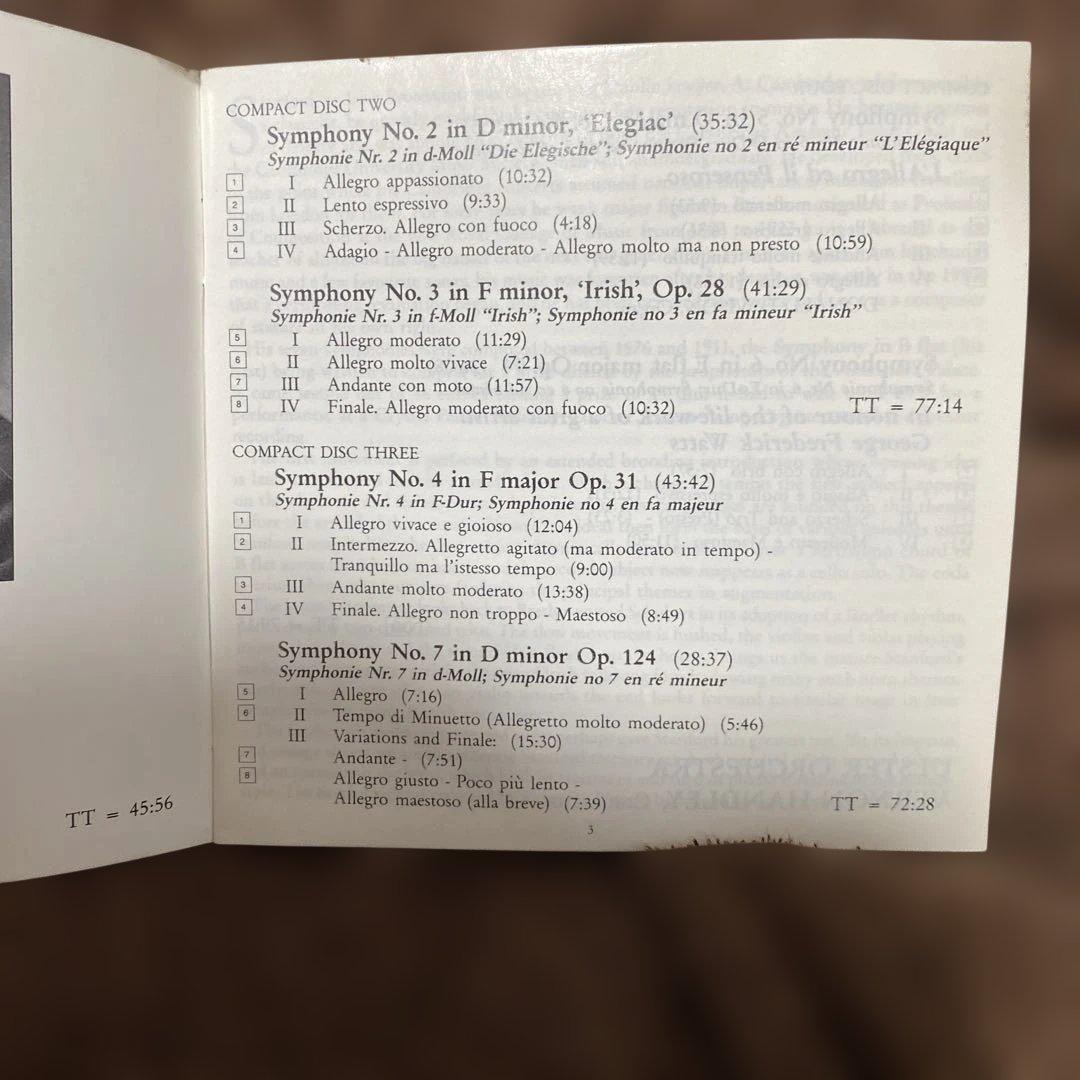 TT = 45:56
COMPACT DISC TWO
Symphony No. 2 in D minor, ‘Elegiac’ (35:32)
Symphonie Nr. 2 in d-Moll “Die Elegische”; Symphonie no 2 en ré mineur “L’Elégiaque”
1 I Allegro appassionato (10:32)
2 II Lento espressivo (9:33)
3 III Scherzo. Allegro con fuoco (4:18)
4 IV Adagio - Allegro moderato - Allegro molto ma non presto (10:59)
Symphony No. 3 in F minor, ‘Irish’, Op. 28 (41:29)
Symphonie Nr. 3 in f-Moll “Irish”; Symphonie no 3 en fa mineur “Irish”
5 I Allegro moderato (11:29)
6 II Allegro molto vivace (7:21)
7 III Andante con moto (11:57)
8 IV Finale. Allegro moderato con fuoco (10:32) TT = 77:14
COMPACT DISC THREE
Symphony No. 4 in F major Op. 31 (43:42)
Symphonie Nr. 4 in F-Dur; Symphonie no 4 en fa majeur
1 I Allegro vivace e gioioso (12:04)
2 II Intermezzo. Allegretto agitato (ma moderato in tempo) -
Tranquillo ma l’istesso tempo (9:00)
3 III Andante molto moderato (13:38)
4 IV Finale. Allegro non troppo - Maestoso (8:49)
Symphony No. 7 in D minor Op. 124 (28:37)
Symphonie Nr. 7 in d-Moll; Symphonie no 7 en ré mineur
5 I Allegro (7:16)
6 II Tempo di Minuetto (Allegretto molto moderato) (5:46)
III Variations and Finale: (15:30)
7 Andante - (7:51)
8 Allegro giusto - Poco più lento -
Allegro maestoso (alla breve) (7:39) TT = 72:28
3